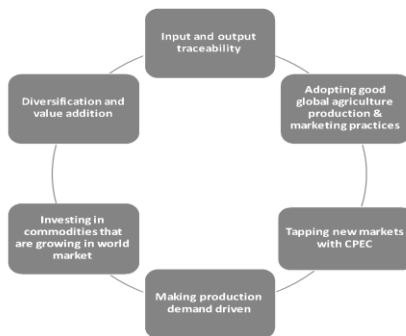 Input and output
traceability
Adopting good
global agriculture
production &
marketing practices
Tapping new markets
with CPEC
Making production
demand driven
Investing in
commodities that
are growing in world
market
Diversification and
value addition